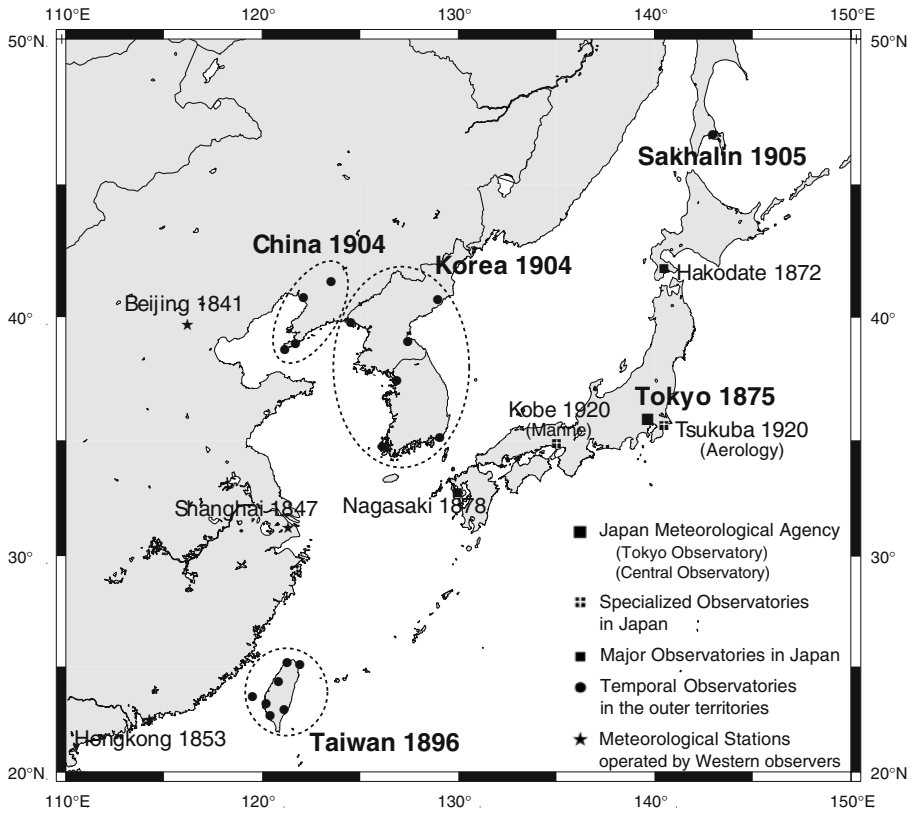 110°E 120° 130° 140° 150°E
50°N 50°N
Sakhalin 1905
China 1904
Korea 1904
Hakodate 1872
Beijing 1841
40° 40°
Tokyo 1875
Kobe 1920
(Marine)
Tsukuba 1920
(Aerology)
Nagasaki 1878
Shanghai 1847
Japan Meteorological Agency
(Tokyo Observatory)
(Central Observatory)
30° 30°
Specialized Observatories
in Japan
Major Observatories in Japan
Temporal Observatories
in the outer territories
Hongkong 1853
Taiwan 1896
Meteorological Stations
operated by Western observers
20°N 20°N
110°E 120° 130° 140° 150°E